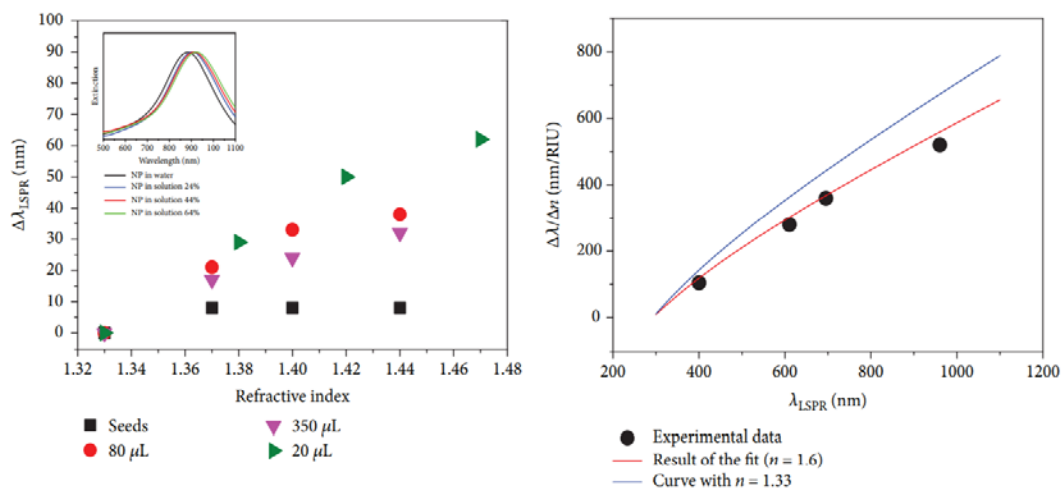 100
90
80
70
60
50
40
30
20
10
0
Δλ_LSPR (nm)
Extinction
500 600 700 800 900 1000 1100
Wavelength (nm)
NP in water
NP in solution 24%
NP in solution 44%
NP in solution 64%
1.32 1.34 1.36 1.38 1.40 1.42 1.44 1.46 1.48
Refractive index
Seeds
80 μL
350 μL
20 μL
800
600
400
200
0
Δλ/Δn (nm/RIU)
200 400 600 800 1000 1200
λ_LSPR (nm)
Experimental data
Result of the fit (n = 1.6)
Curve with n = 1.33